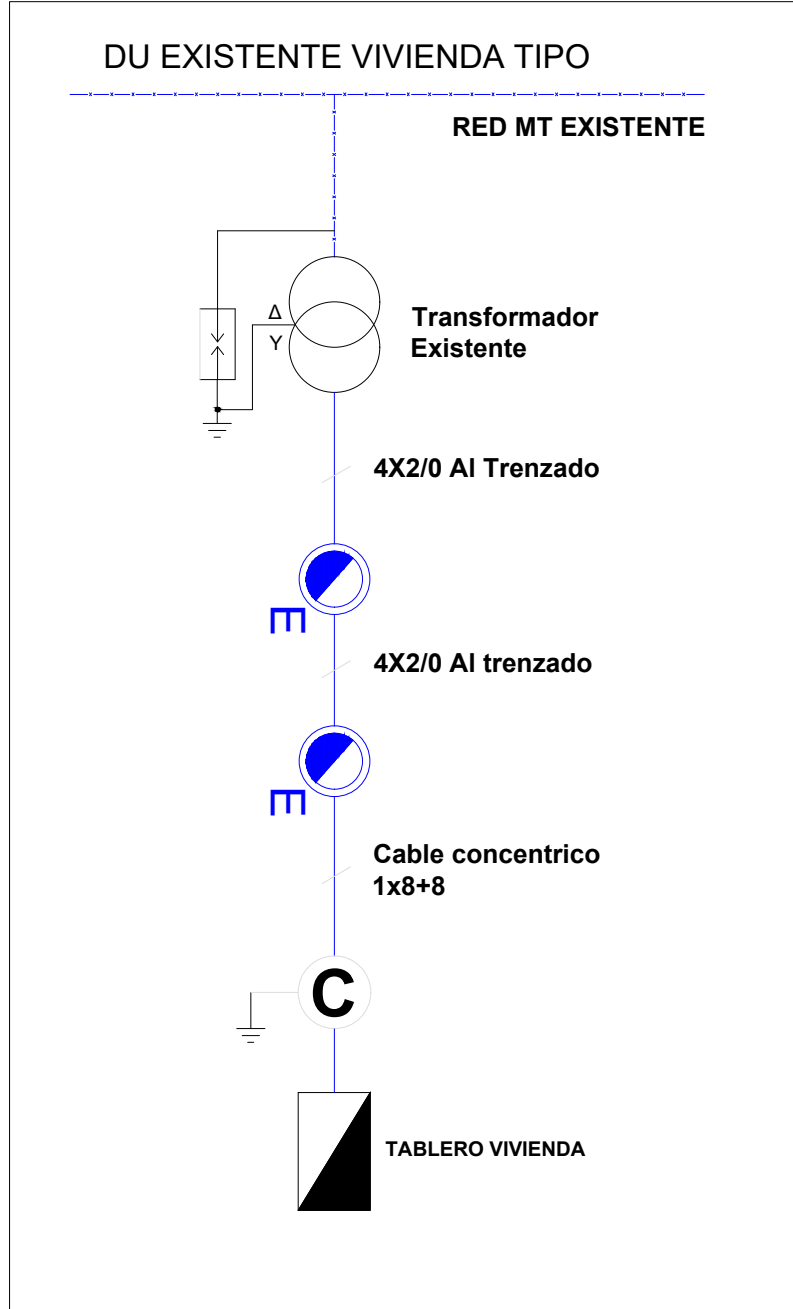 DU EXISTENTE VIVIENDA TIPO
RED MT EXISTENTE
Δ
Y
Transformador
Existente
4X2/0 Al Trenzado
E
4X2/0 Al trenzado
E
Cable concentrico
1x8+8
C
TABLERO VIVIENDA